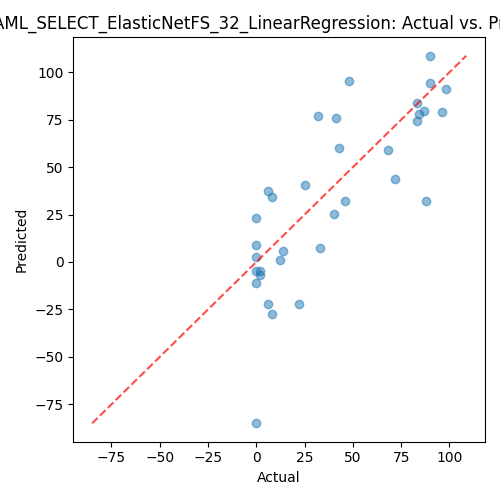 AML_SELECT_ElasticNetFS_32_LinearRegression: Actual vs. Pr
100
75
50
25
0
−25
−50
−75
Predicted
−75 −50 −25 0 25 50 75 100
Actual